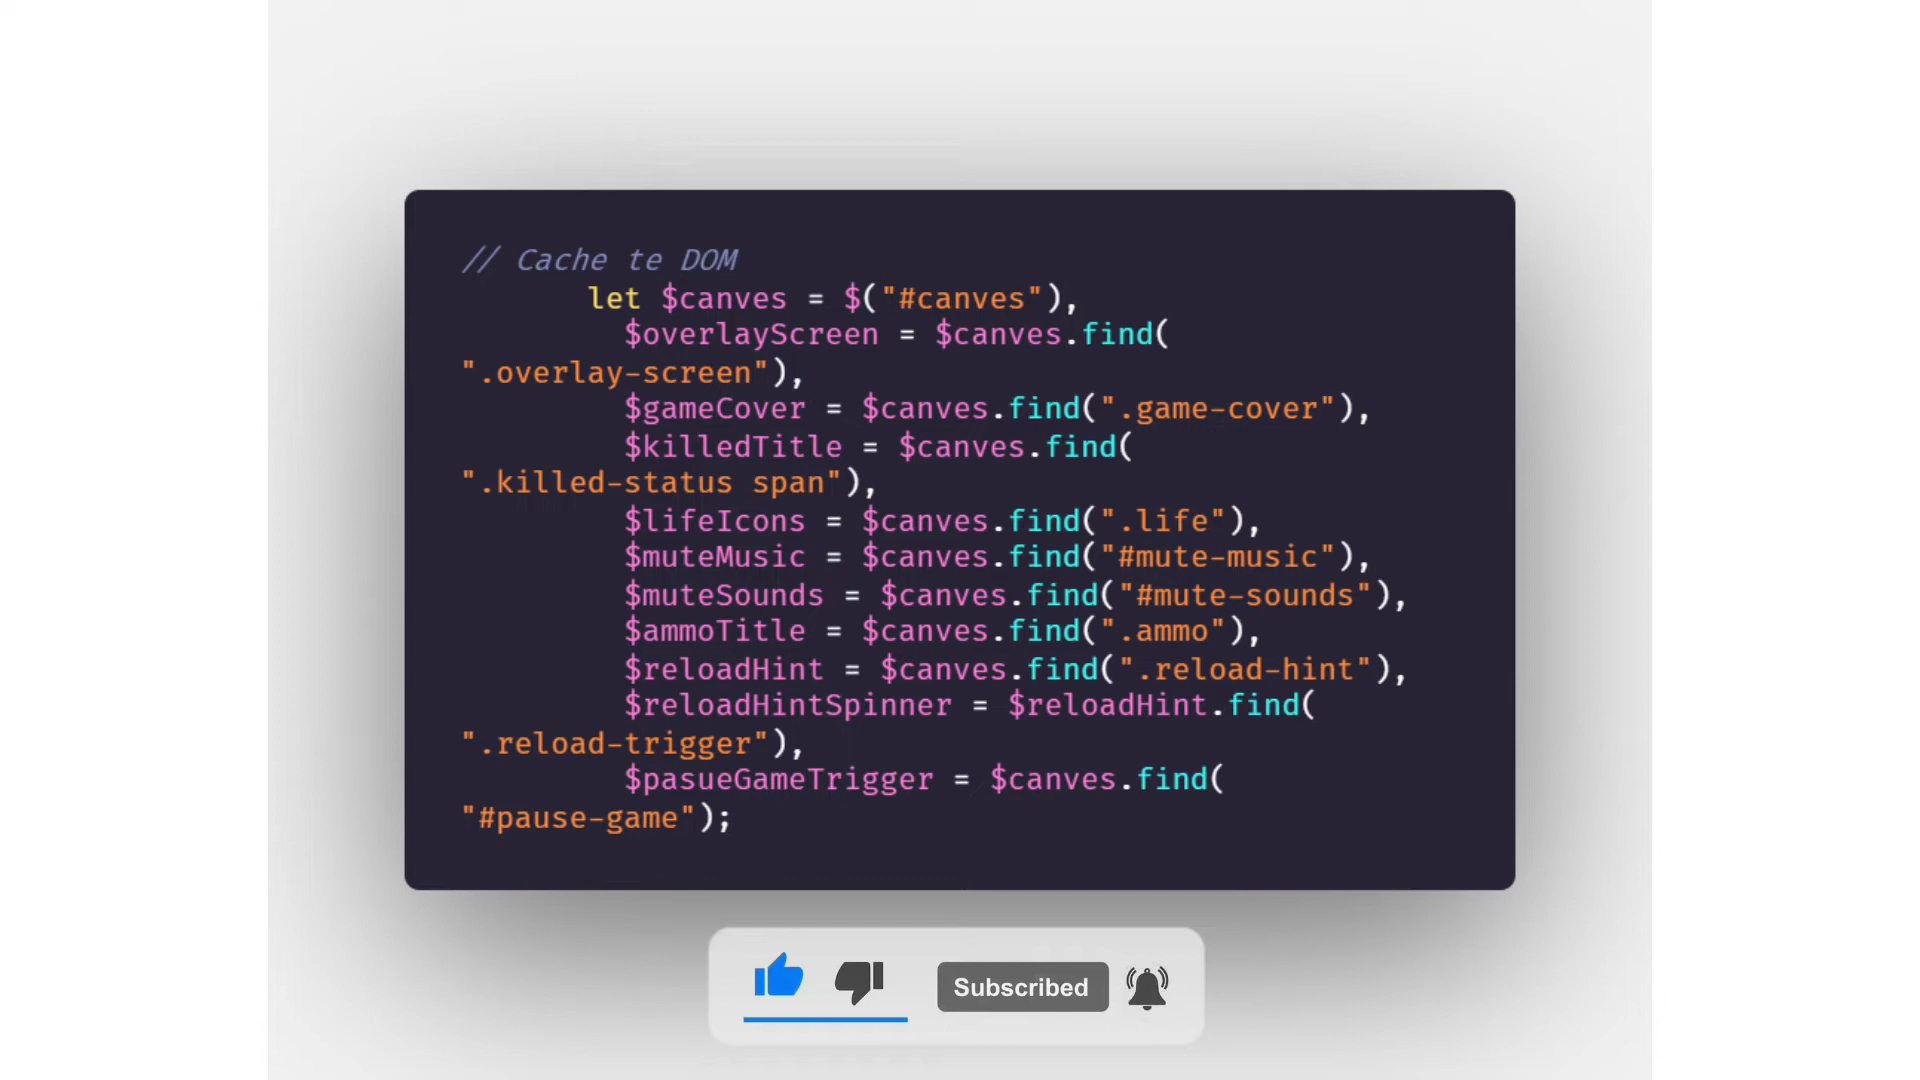 // Cache te DOM
let $canves = $("#canves"),
$overlayScreen = $canves.find(
".overlay-screen"),
$gameCover = $canves.find(".game-cover"),
$killedTitle = $canves.find(
".killed-status span"),
$lifeIcons = $canves.find(".life"),
$muteMusic = $canves.find("#mute-music"),
$muteSounds = $canves.find("#mute-sounds"),
$ammoTitle = $canves.find(".ammo"),
$reloadHint = $canves.find(".reload-hint"),
$reloadHintSpinner = $reloadHint.find(
".reload-trigger"),
$pasueGameTrigger = $canves.find(
"#pause-game");
Subscribed